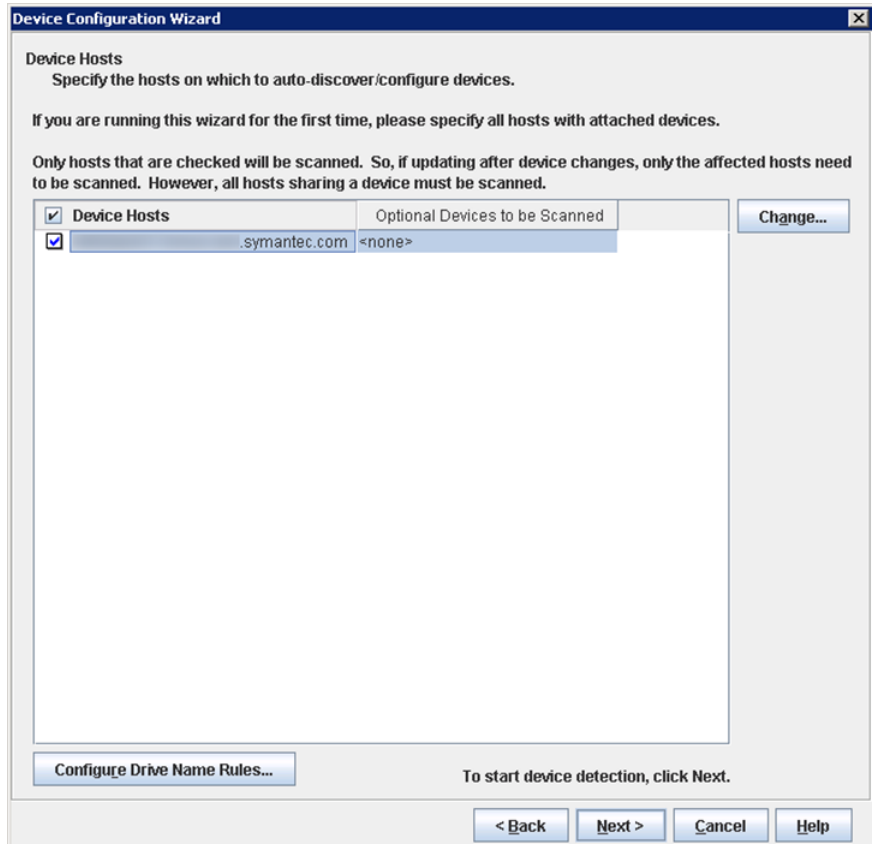 Device Configuration Wizard
Device Hosts
Specify the hosts on which to auto-discover/configure devices.
If you are running this wizard for the first time, please specify all hosts with attached devices.
Only hosts that are checked will be scanned. So, if updating after device changes, only the affected hosts need
to be scanned. However, all hosts sharing a device must be scanned.
Device Hosts Optional Devices to be Scanned
Change...
.symantec.com <none>
Configure Drive Name Rules...
To start device detection, click Next.
< Back Next > Cancel Help